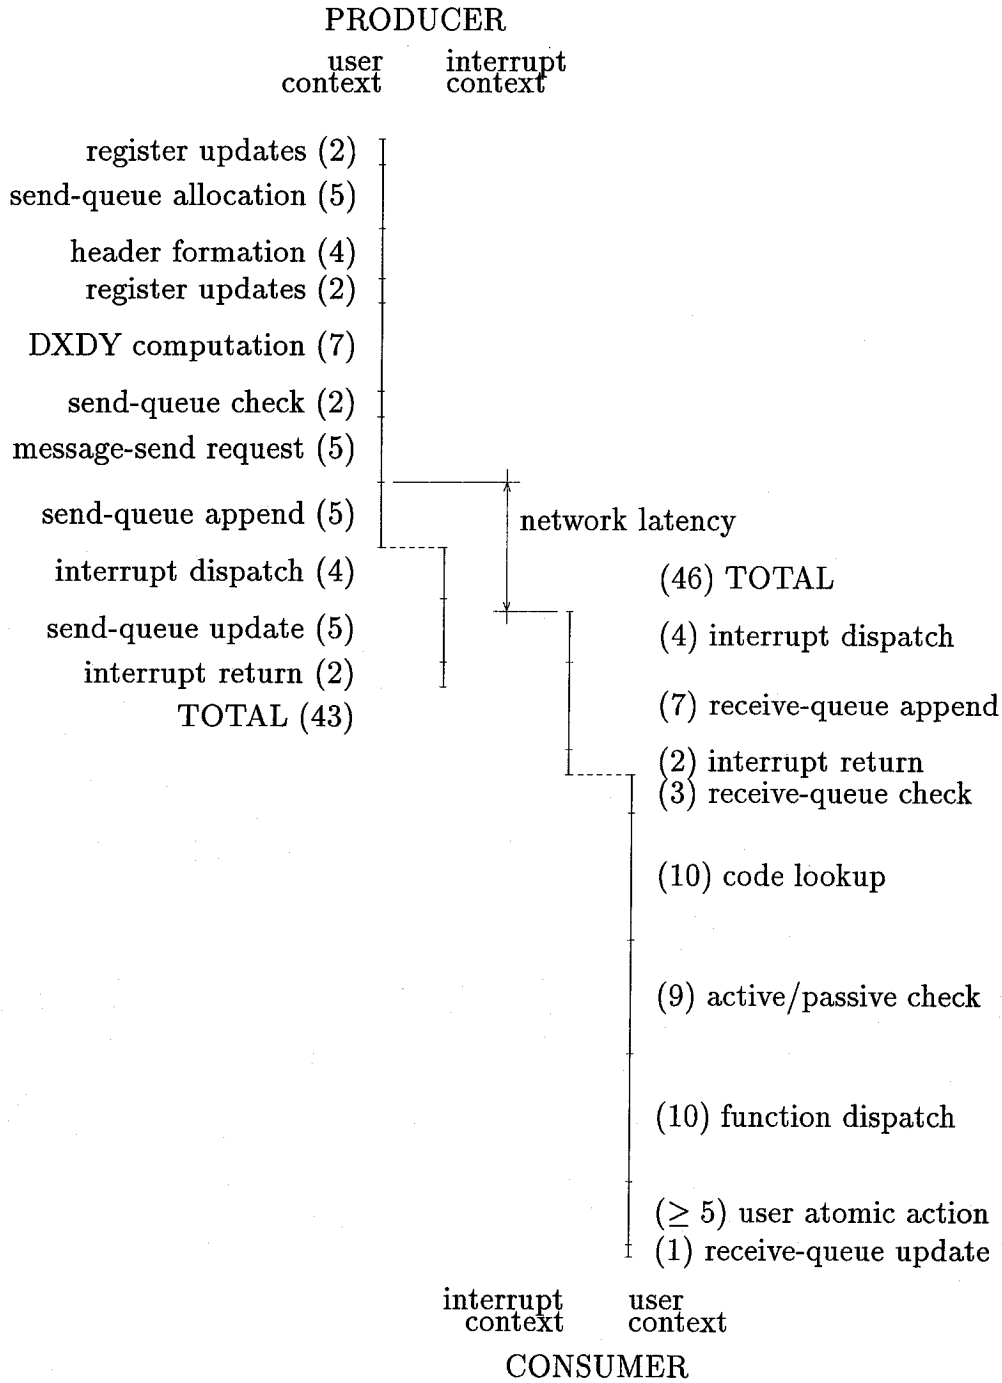 PRODUCER
user interrupt
context context
register updates (2)
send-queue allocation (5)
header formation (4)
register updates (2)
DXDY computation (7)
send-queue check (2)
message-send request (5)
send-queue append (5)
network latency
interrupt dispatch (4)
(46) TOTAL
send-queue update (5)
(4) interrupt dispatch
interrupt return (2)
TOTAL (43)
(7) receive-queue append
(2) interrupt return
(3) receive-queue check
(10) code lookup
(9) active/passive check
(10) function dispatch
(≥ 5) user atomic action
(1) receive-queue update
interrupt user
context context
CONSUMER